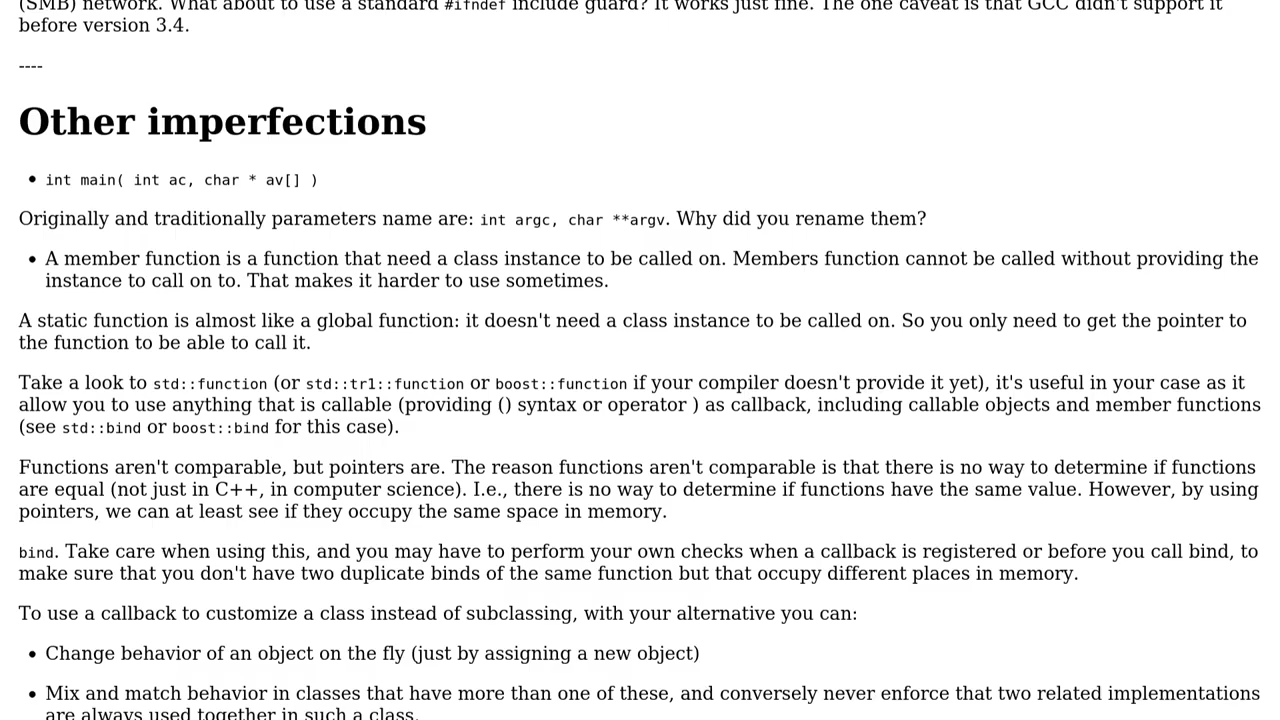 (SMB) network. What about to use a standard #ifndef include guard? It works just fine. The one caveat is that GCC didn't support it
before version 3.4.
----
Other imperfections
• int main( int ac, char * av[] )
Originally and traditionally parameters name are: int argc, char **argv. Why did you rename them?
• A member function is a function that need a class instance to be called on. Members function cannot be called without providing the
instance to call on to. That makes it harder to use sometimes.
A static function is almost like a global function: it doesn't need a class instance to be called on. So you only need to get the pointer to
the function to be able to call it.
Take a look to std::function (or std::tr1::function or boost::function if your compiler doesn't provide it yet), it's useful in your case as it
allow you to use anything that is callable (providing () syntax or operator ) as callback, including callable objects and member functions
(see std::bind or boost::bind for this case).
Functions aren't comparable, but pointers are. The reason functions aren't comparable is that there is no way to determine if functions
are equal (not just in C++, in computer science). I.e., there is no way to determine if functions have the same value. However, by using
pointers, we can at least see if they occupy the same space in memory.
bind. Take care when using this, and you may have to perform your own checks when a callback is registered or before you call bind, to
make sure that you don't have two duplicate binds of the same function but that occupy different places in memory.
To use a callback to customize a class instead of subclassing, with your alternative you can:
• Change behavior of an object on the fly (just by assigning a new object)
• Mix and match behavior in classes that have more than one of these, and conversely never enforce that two related implementations
are always used together in such a class.